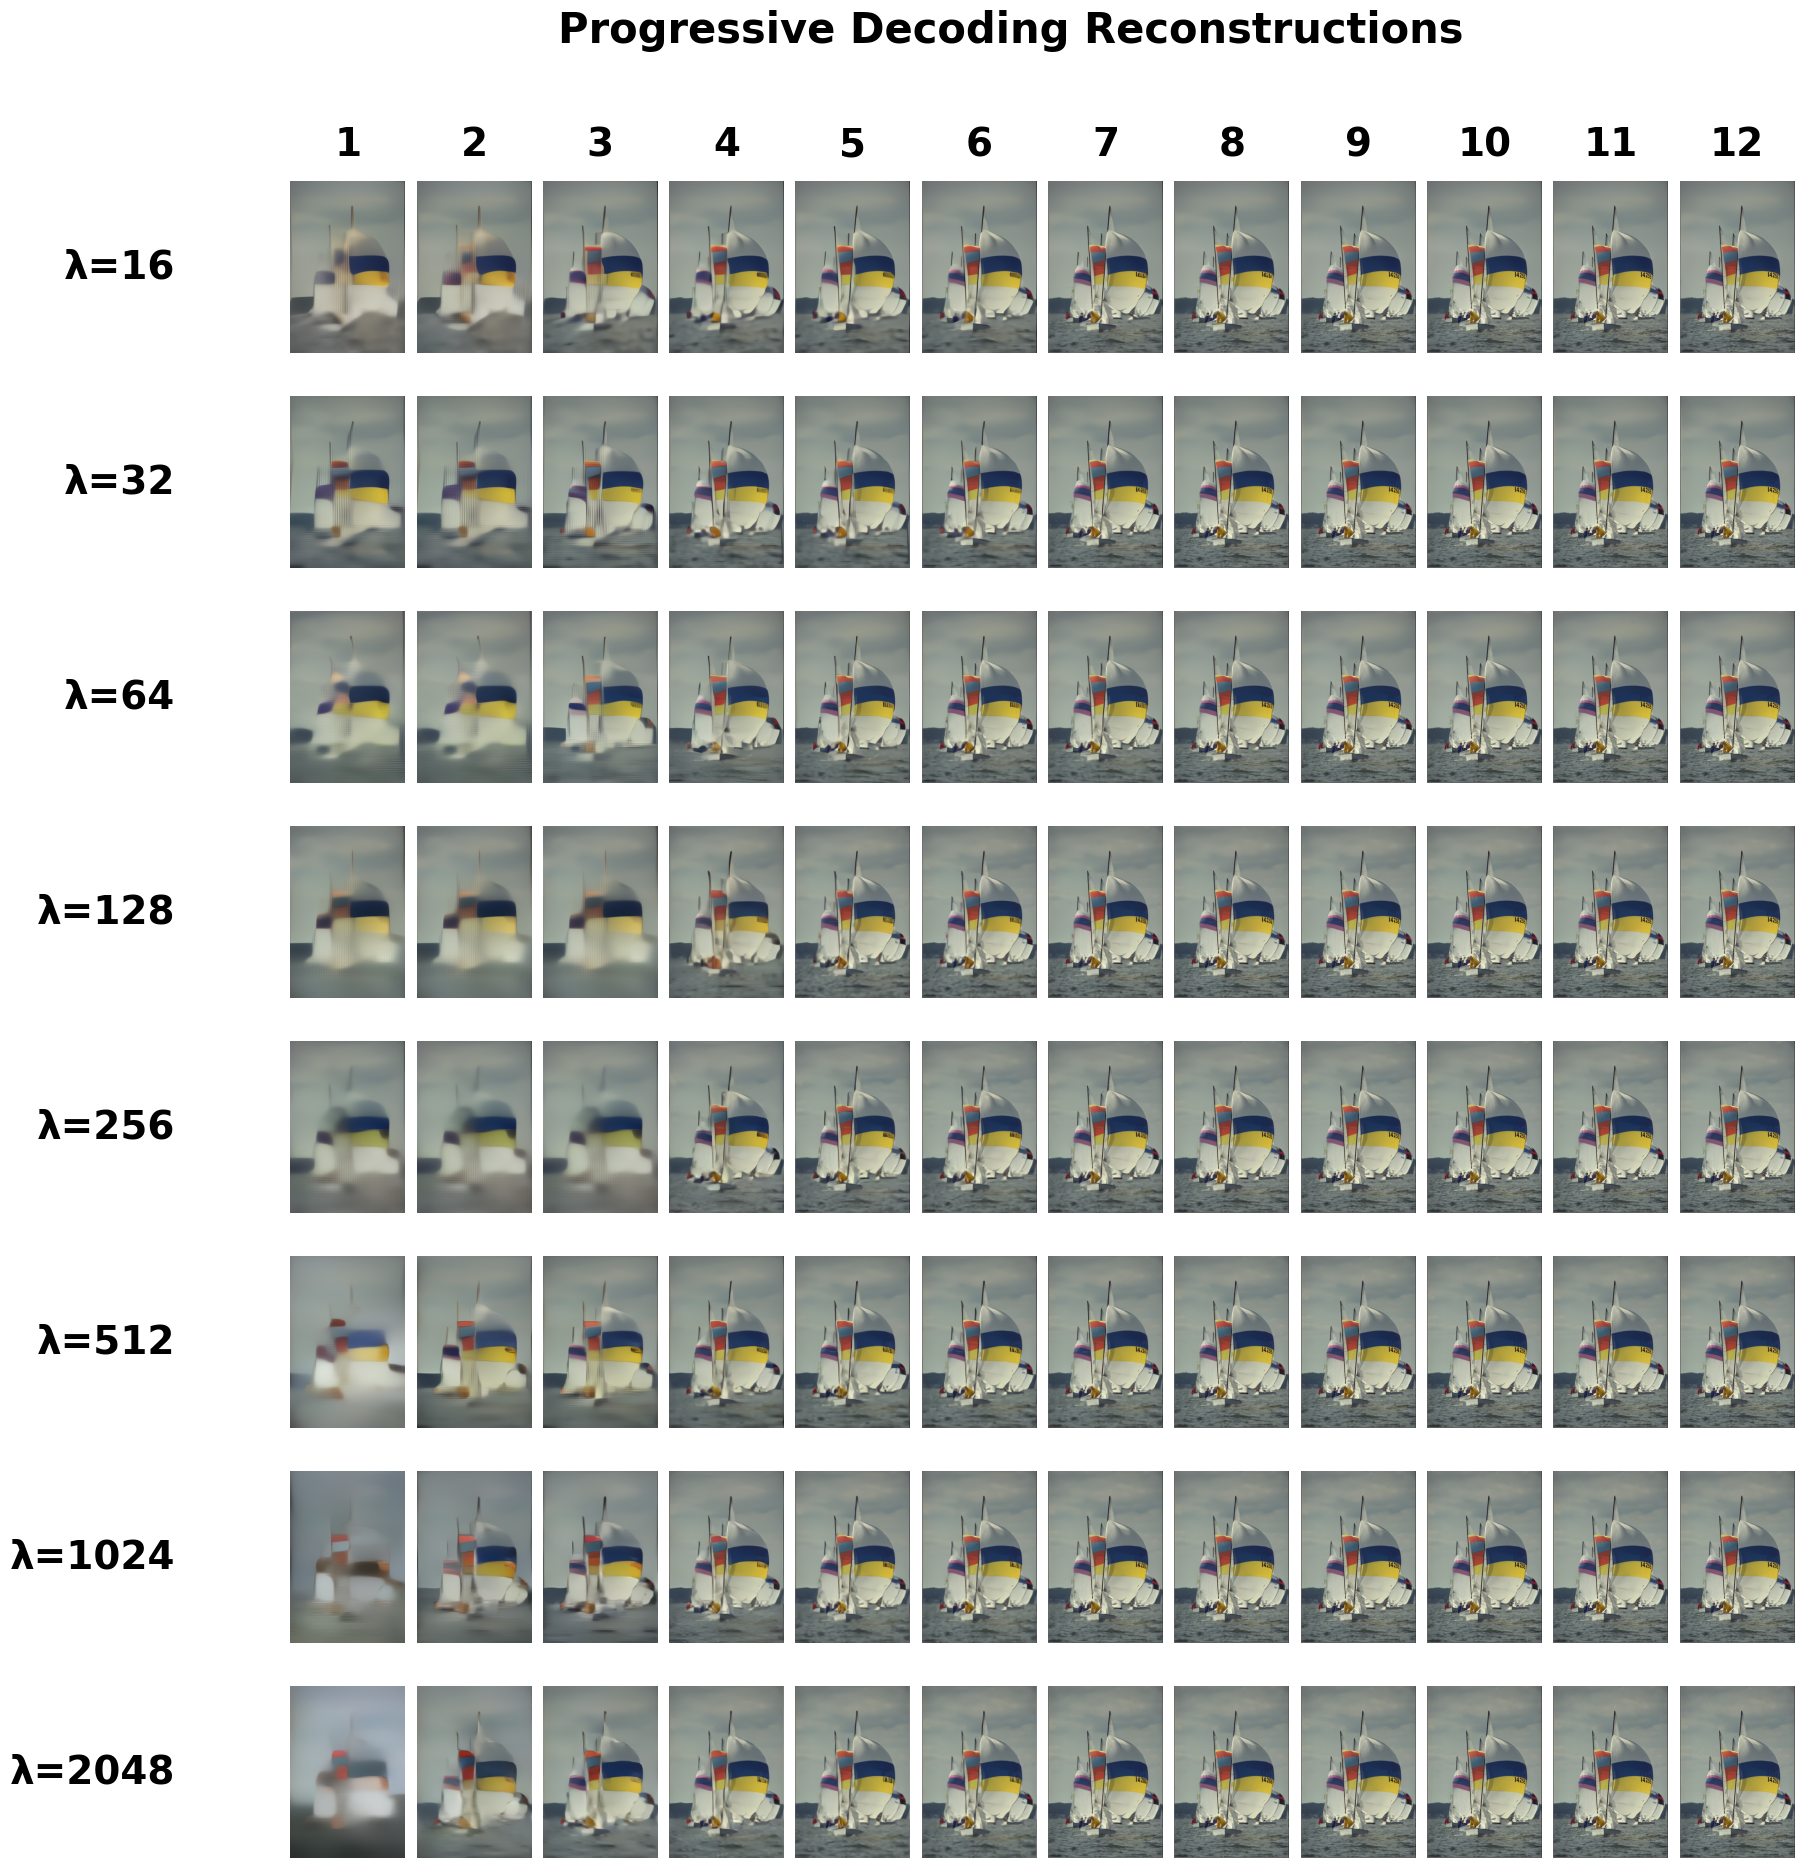 Progressive Decoding Reconstructions
1 2 3 4 5 6 7 8 9 10 11 12
λ=16
λ=32
λ=64
λ=128
λ=256
λ=512
λ=1024
λ=2048